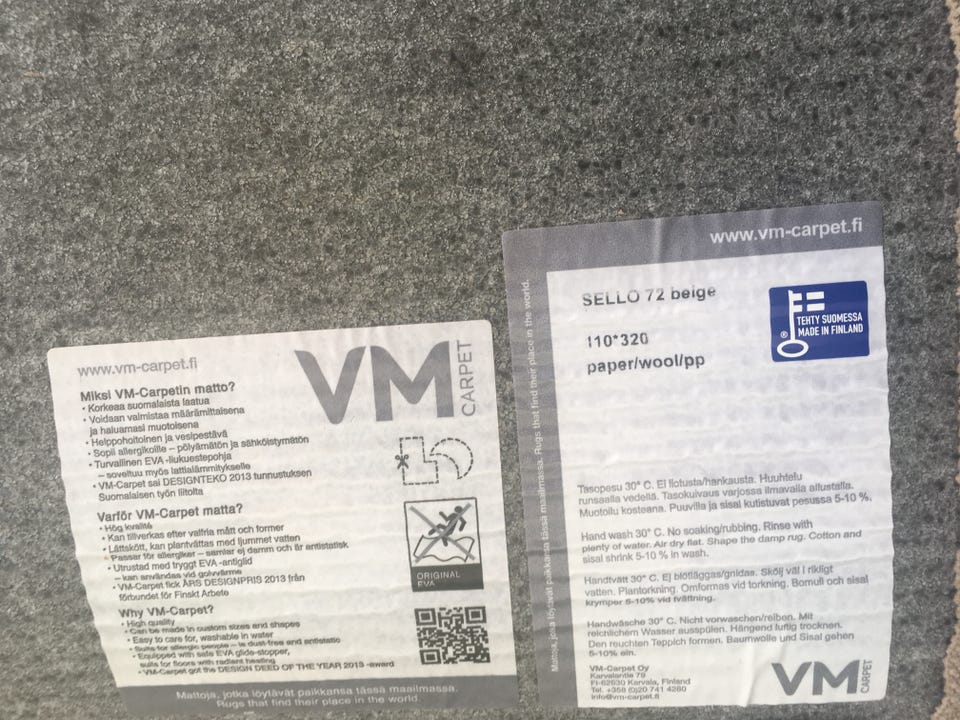 www.vm-carpet.fi
Miksi VM-Carpetin matto?
• Korkeaa suomalaista laatua
• Voidaan valmistaa määrämittaisena
ja haluamasi muotoisena
• Helppohoitoinen ja vesipestävä
• Sopii allergikoille – pölyämätön ja sähköistymätön
• Turvallinen EVA-liukuestepohja
– soveltuu myös lattialämmitykselle
• VM-Carpet sai DESIGNTEKO 2013 tunnustuksen
Suomalaisen työn liitolta
Varför VM-Carpet matta?
• Hög kvalité
• Kan tillverkas efter valfria mått och former
• Lättskött, kan plantvättas med ljummet vatten
• Passar för allergiker – samlar ej damm och är antistatisk
• Utrustad med tryggt EVA-antiglid
– kan användas vid golvvärme
• VM-Carpet fick ÅRS DESIGNPRIS 2013 från
förbundet för Finskt Arbete
Why VM-Carpet?
• High quality
• Can be made in custom sizes and shapes
• Easy to care for, washable in water
• Suits for allergic people – is dust-free and antistatic
• Equipped with safe EVA glide-stopper,
suits for floors with radiant heating
• VM-Carpet got the DESIGN DEED OF THE YEAR 2013 -award
VM
CARPET
ORIGINAL
EVA
Mattoja, jotka löytävät paikkansa tässä maailmassa.
Rugs that find their place in the world.
www.vm-carpet.fi
Mattoja, jotka löytävät paikkansa tässä maailmassa. Rugs that find their place in the world.
SELLO 72 beige
110*320
paper/wool/pp
TEHTY SUOMESSA
® MADE IN FINLAND
Tasopesu 30° C. Ei liotusta/hankausta. Huuhtelu
runsaalla vedellä. Tasokuivaus varjossa ilmavalla alustalla.
Muotoilu kosteana. Puuvilla ja sisal kutistuvat pesussa 5-10 %.
Hand wash 30° C. No soaking/rubbing. Rinse with
plenty of water. Air dry flat. Shape the damp rug. Cotton and
sisal shrink 5-10 % in wash.
Handtvätt 30° C. Ej blötläggas/gnidas. Skölj väl i rikligt
vatten. Plantorkning. Omformas vid torkning. Bomull och sisal
krymper 5-10% vid tvättning.
Handwäsche 30° C. Nicht vorwaschen/reiben. Mit
reichlichem Wasser ausspülen. Hängend luftig trocknen.
Den feuchten Teppich formen. Baumwolle und Sisal gehen
5-10% ein.
VM-Carpet Oy
Karvalantie 79
FI-62630 Karvala, Finland
Tel. +358 (0)20 741 4280
info@vm-carpet.fi
VM
CARPET